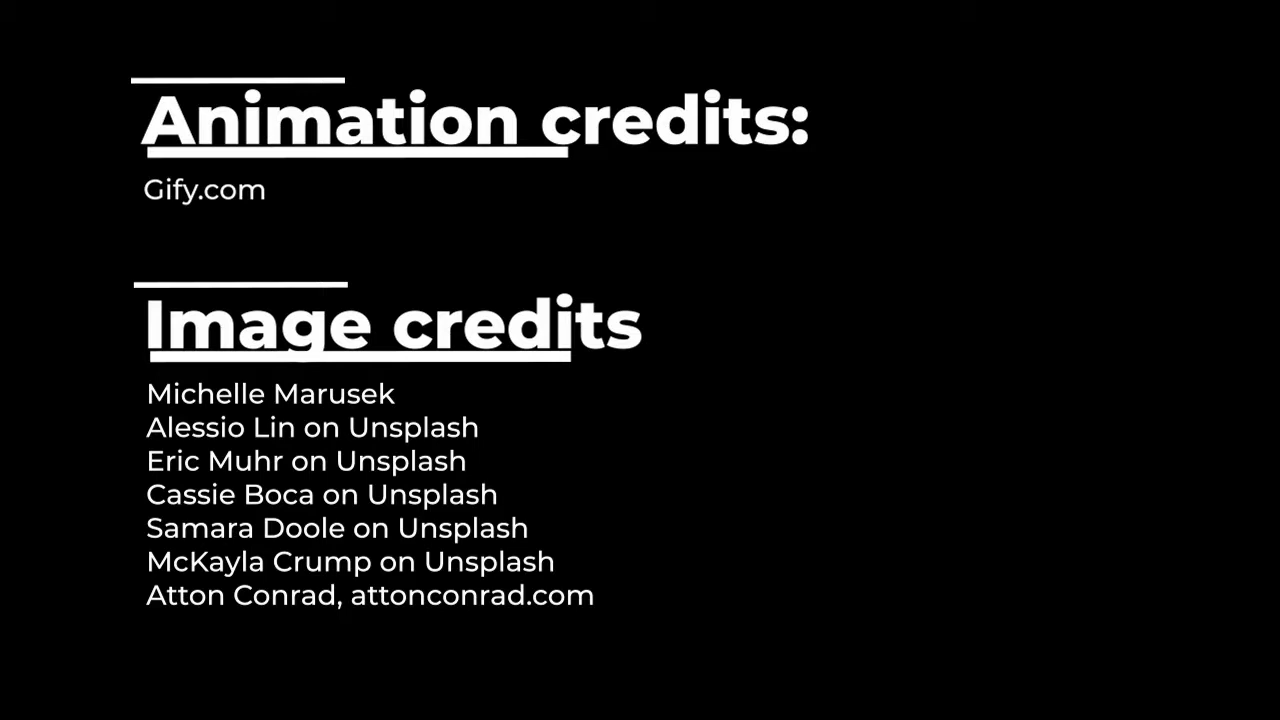 Animation credits:
Gify.com
Image credits
Michelle Marusek
Alessio Lin on Unsplash
Eric Muhr on Unsplash
Cassie Boca on Unsplash
Samara Doole on Unsplash
McKayla Crump on Unsplash
Atton Conrad, attonconrad.com